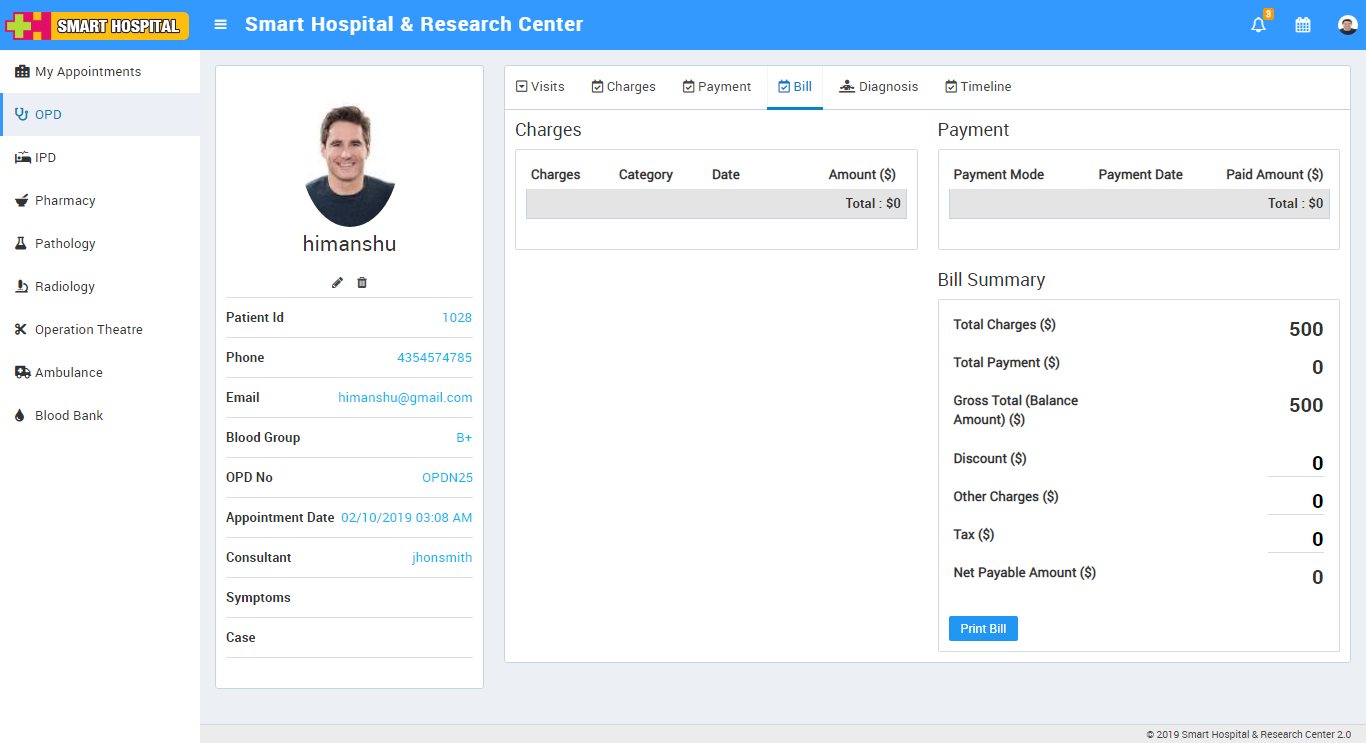 SMART HOSPITAL
Smart Hospital & Research Center
3
My Appointments
OPD
IPD
Pharmacy
Pathology
Radiology
Operation Theatre
Ambulance
Blood Bank
himanshu
Patient Id 1028
Phone 4354574785
Email himanshu@gmail.com
Blood Group B+
OPD No OPDN25
Appointment Date 02/10/2019 03:08 AM
Consultant jhonsmith
Symptoms
Case
Visits Charges Payment Bill Diagnosis Timeline
Charges
Charges Category Date Amount ($)
Total : $0
Payment
Payment Mode Payment Date Paid Amount ($)
Total : $0
Bill Summary
Total Charges ($) 500
Total Payment ($) 0
Gross Total (Balance 500
Amount) ($)
Discount ($) 0
Other Charges ($) 0
Tax ($) 0
Net Payable Amount ($) 0
Print Bill
© 2019 Smart Hospital & Research Center 2.0